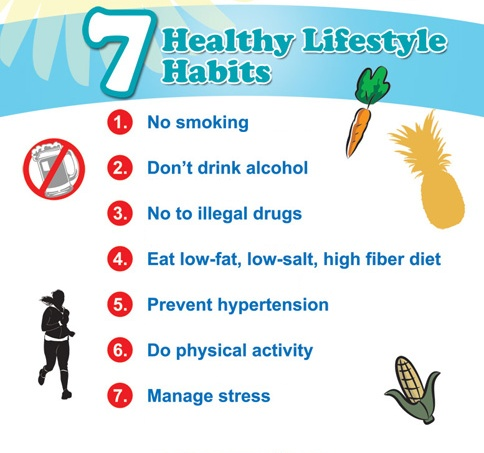 7 Healthy Lifestyle
Habits
1. No smoking
2. Don't drink alcohol
3. No to illegal drugs
4. Eat low-fat, low-salt, high fiber diet
5. Prevent hypertension
6. Do physical activity
7. Manage stress